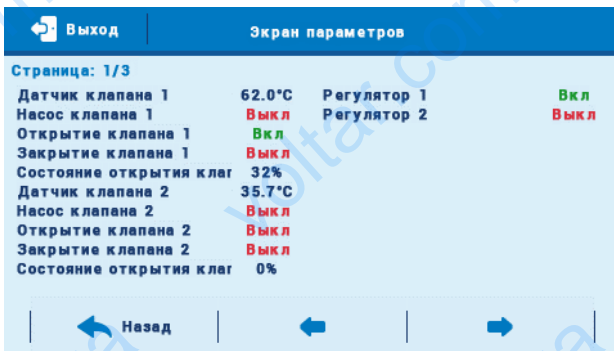 Выход
Экран параметров
Страница: 1/3
Датчик клапана 1 62.0°C Регулятор 1 Вкл
Насос клапана 1 Выкл Регулятор 2 Выкл
Открытие клапана 1 Вкл
Закрытие клапана 1 Выкл
Состояние открытия клаг 32%
Датчик клапана 2 35.7°C
Насос клапана 2 Выкл
Открытие клапана 2 Выкл
Закрытие клапана 2 Выкл
Состояние открытия клаг 0%
Назад
voltar.com